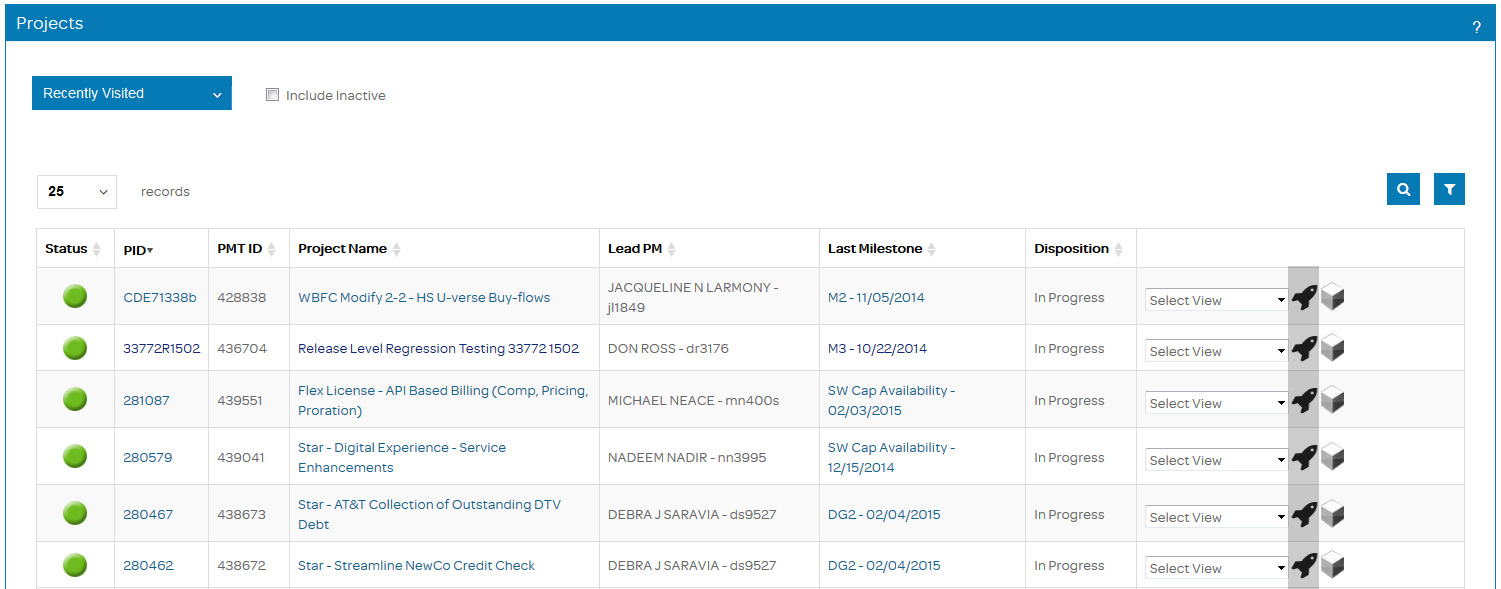 Projects
?
Recently Visited
Include Inactive
25 records
Status PID PMT ID Project Name Lead PM Last Milestone Disposition
CDE71338b 428838 WBFC Modify 2-2 - HS U-verse Buy-flows JACQUELINE N LARMONY - M2 - 11/05/2014 In Progress Select View
jl1849
33772R1502 436704 Release Level Regression Testing 33772.1502 DON ROSS - dr3176 M3 - 10/22/2014 In Progress Select View
Flex License - API Based Billing (Comp, Pricing, SW Cap Availability -
281087 439551 MICHAEL NEACE - mn400s In Progress Select View
Proration) 02/03/2015
Star - Digital Experience - Service SW Cap Availability -
280579 439041 NADEEM NADIR - nn3995 In Progress Select View
Enhancements 12/15/2014
Star - AT&T Collection of Outstanding DTV
280467 438673 DEBRA J SARAVIA - ds9527 DG2 - 02/04/2015 In Progress Select View
Debt
280462 438672 Star - Streamline NewCo Credit Check DEBRA J SARAVIA - ds9527 DG2 - 02/04/2015 In Progress Select View